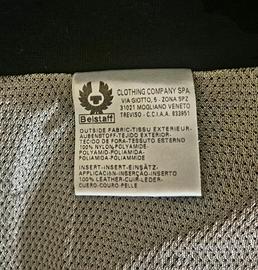 CLOTHING COMPANY SPA
VIA GIOTTO, 5 - ZONA SPZ
31021 MOGLIANO VENETO
TREVISO - C.C.I.A.A. 833951
Belstaff
OUTSIDE FABRIC-TISSU EXTERIEUR-
AUBENSTOFF-TEJIDO EXTERIOR-
TECIDO DE FORA-TESSUTO ESTERNO
100% NYLON,POLYAMIDE-
POLYAMID-POLIAMIDA-
POLIAMIDA-POLIAMMIDE
INSERT-INSERT-EINSÄTZ-
APPLICACIÓN-INSERÇÃO-INSERTO
100% LEATHER-CUIR-LEDER-
CUERO-COURO-PELLE